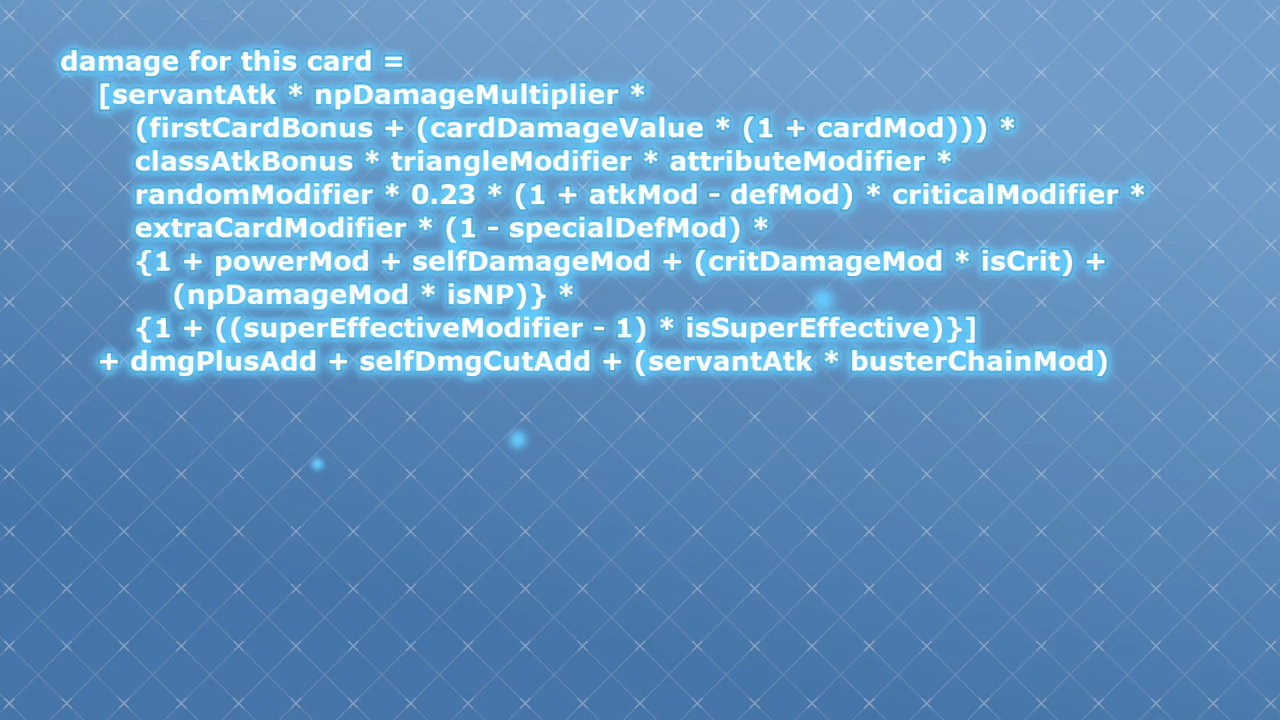 damage for this card =
[servantAtk * npDamageMultiplier *
(firstCardBonus + (cardDamageValue * (1 + cardMod))) *
classAtkBonus * triangleModifier * attributeModifier *
randomModifier * 0.23 * (1 + atkMod - defMod) * criticalModifier *
extraCardModifier * (1 - specialDefMod) *
{1 + powerMod + selfDamageMod + (critDamageMod * isCrit) +
(npDamageMod * isNP)} *
{1 + ((superEffectiveModifier - 1) * isSuperEffective)}]
+ dmgPlusAdd + selfDmgCutAdd + (servantAtk * busterChainMod)